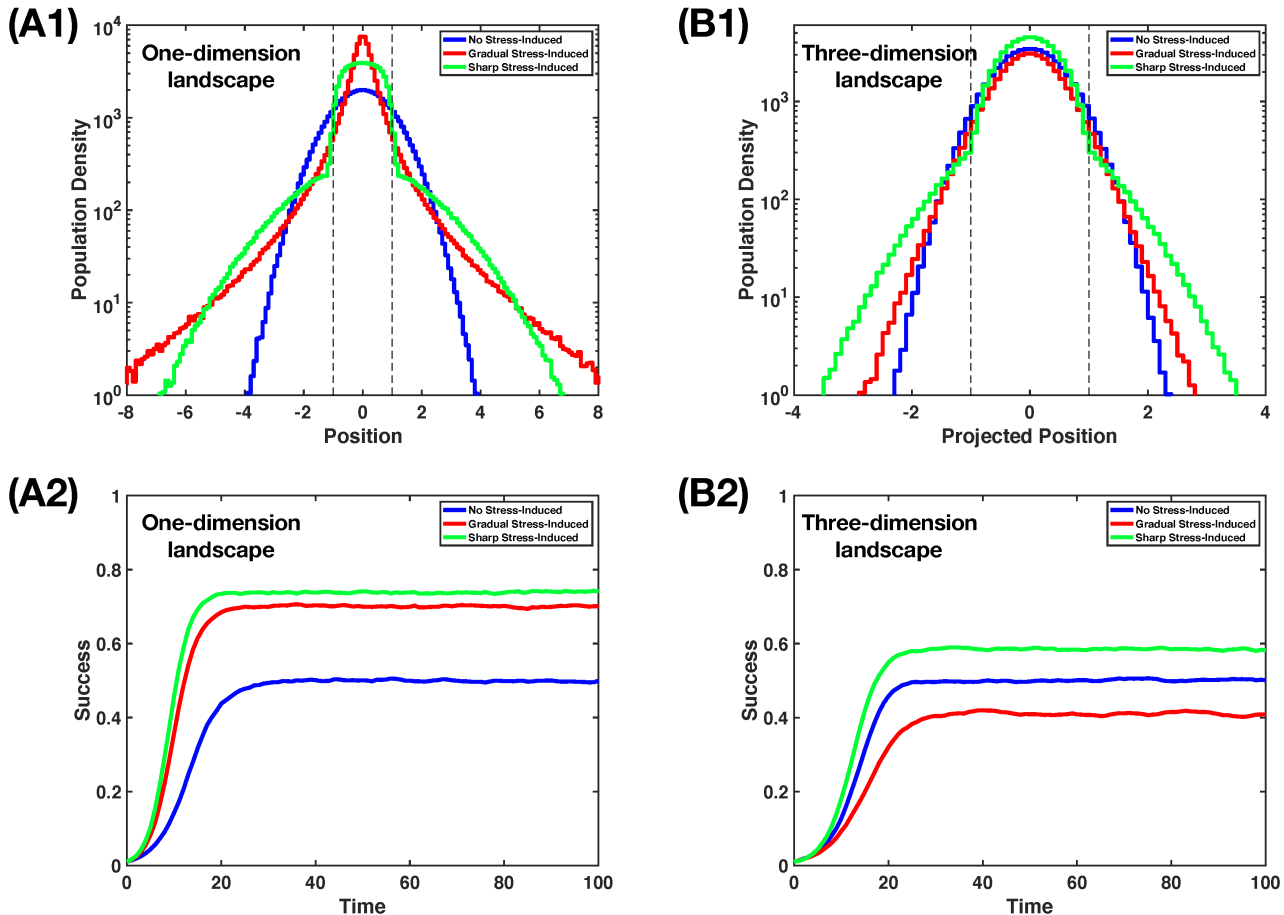 (A1)
One-dimension
landscape
No Stress-Induced
Gradual Stress-Induced
Sharp Stress-Induced
10^4
10^3
10^2
10^1
10^0
Population Density
-8 -6 -4 -2 0 2 4 6 8
Position
(B1)
Three-dimension
landscape
No Stress-Induced
Gradual Stress-Induced
Sharp Stress-Induced
10^3
10^2
10^1
10^0
Population Density
-4 -2 0 2 4
Projected Position
(A2)
One-dimension
landscape
No Stress-Induced
Gradual Stress-Induced
Sharp Stress-Induced
1
0.8
0.6
0.4
0.2
0
Success
0 20 40 60 80 100
Time
(B2)
Three-dimension
landscape
No Stress-Induced
Gradual Stress-Induced
Sharp Stress-Induced
1
0.8
0.6
0.4
0.2
0
Success
0 20 40 60 80 100
Time